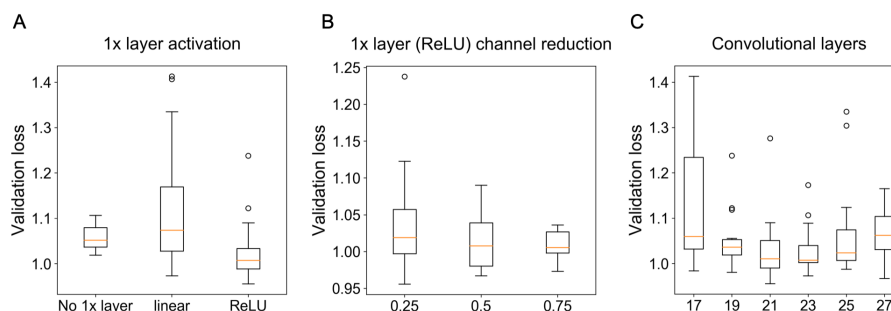 A
1x layer activation
Validation loss
1.4
1.3
1.2
1.1
1.0
No 1x layer linear ReLU
B
1x layer (ReLU) channel reduction
Validation loss
1.25
1.20
1.15
1.10
1.05
1.00
0.95
0.25 0.5 0.75
C
Convolutional layers
Validation loss
1.4
1.3
1.2
1.1
1.0
17 19 21 23 25 27